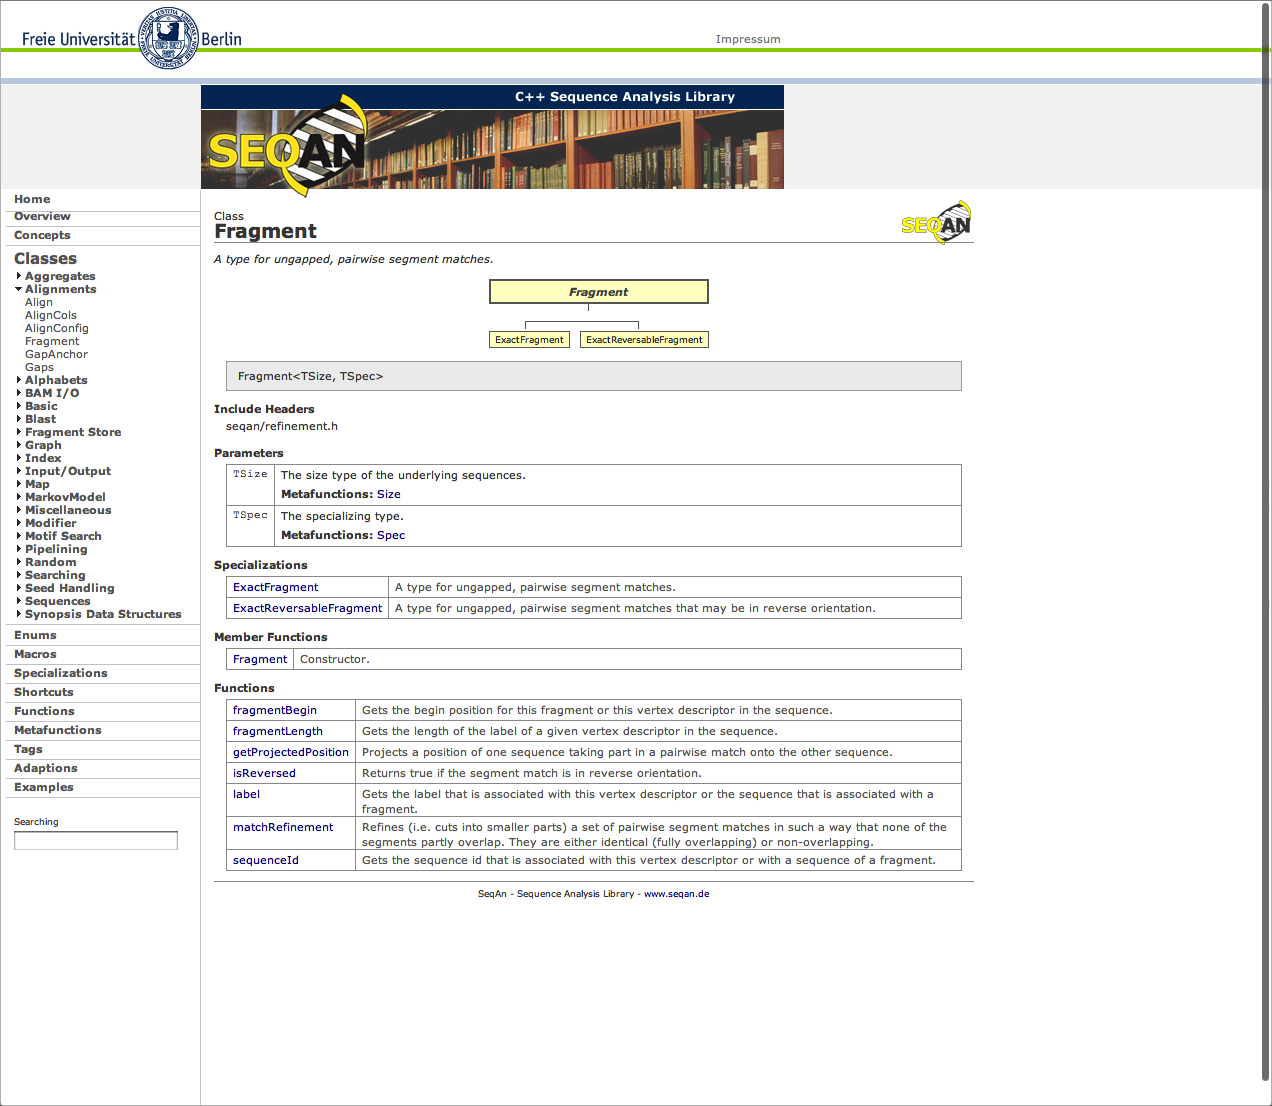 Freie Universität Berlin
Impressum
C++ Sequence Analysis Library
SEQAN
Home
Overview
Concepts
Classes
Aggregates
Alignments
Align
AlignCols
AlignConfig
Fragment
GapAnchor
Gaps
Alphabets
BAM I/O
Basic
Blast
Fragment Store
Graph
Index
Input/Output
Map
MarkovModel
Miscellaneous
Modifier
Motif Search
Pipelining
Random
Searching
Seed Handling
Sequences
Synopsis Data Structures
Enums
Macros
Specializations
Shortcuts
Functions
Metafunctions
Tags
Adaptions
Examples
Searching
Class
Fragment
SEQAN
A type for ungapped, pairwise segment matches.
Fragment
ExactFragment ExactReversableFragment
Fragment<TSize, TSpec>
Include Headers
seqan/refinement.h
Parameters
TSize The size type of the underlying sequences.
Metafunctions: Size
TSpec The specializing type.
Metafunctions: Spec
Specializations
ExactFragment A type for ungapped, pairwise segment matches.
ExactReversableFragment A type for ungapped, pairwise segment matches that may be in reverse orientation.
Member Functions
Fragment Constructor.
Functions
fragmentBegin Gets the begin position for this fragment or this vertex descriptor in the sequence.
fragmentLength Gets the length of the label of a given vertex descriptor in the sequence.
getProjectedPosition Projects a position of one sequence taking part in a pairwise match onto the other sequence.
isReversed Returns true if the segment match is in reverse orientation.
label Gets the label that is associated with this vertex descriptor or the sequence that is associated with a
fragment.
matchRefinement Refines (i.e. cuts into smaller parts) a set of pairwise segment matches in such a way that none of the
segments partly overlap. They are either identical (fully overlapping) or non-overlapping.
sequenceId Gets the sequence id that is associated with this vertex descriptor or with a sequence of a fragment.
SeqAn - Sequence Analysis Library - www.seqan.de